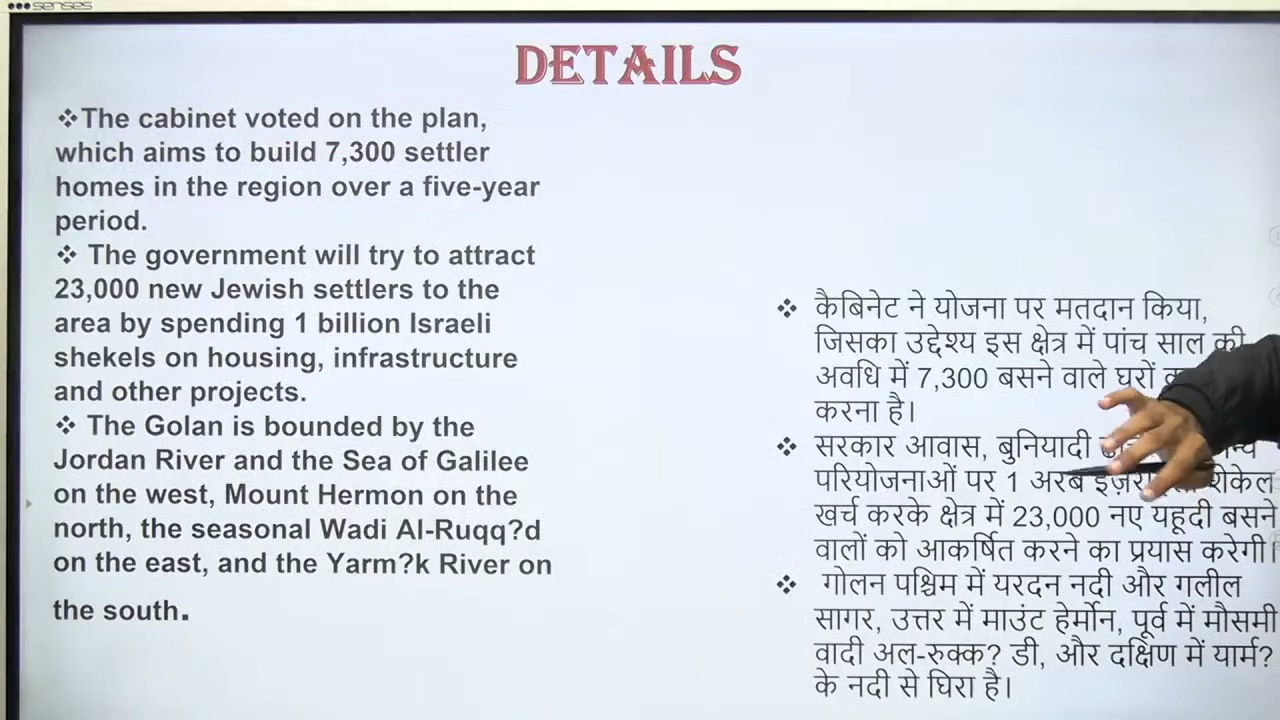 senses
DETAILS
❖The cabinet voted on the plan,
which aims to build 7,300 settler
homes in the region over a five-year
period.
❖ The government will try to attract
23,000 new Jewish settlers to the
area by spending 1 billion Israeli
shekels on housing, infrastructure
and other projects.
❖ The Golan is bounded by the
Jordan River and the Sea of Galilee
on the west, Mount Hermon on the
north, the seasonal Wadi Al-Ruqq?d
on the east, and the Yarm?k River on
the south.
❖ कैबिनेट ने योजना पर मतदान किया,
जिसका उद्देश्य इस क्षेत्र में पांच साल की
अवधि में 7,300 बसने वाले घरों
करना है।
❖ सरकार आवास, बुनियादी
परियोजनाओं पर 1 अरब शेकेल
खर्च करके क्षेत्र में 23,000 नए यहूदी बसने
वालों को आकर्षित करने का प्रयास करेगी।
❖ गोलन पश्चिम में यरदन नदी और गलील
सागर, उत्तर में माउंट हेर्मोन, पूर्व में मौसमी
वादी अल-रुक्क? डी, और दक्षिण में यार्म?
के नदी से घिरा है।